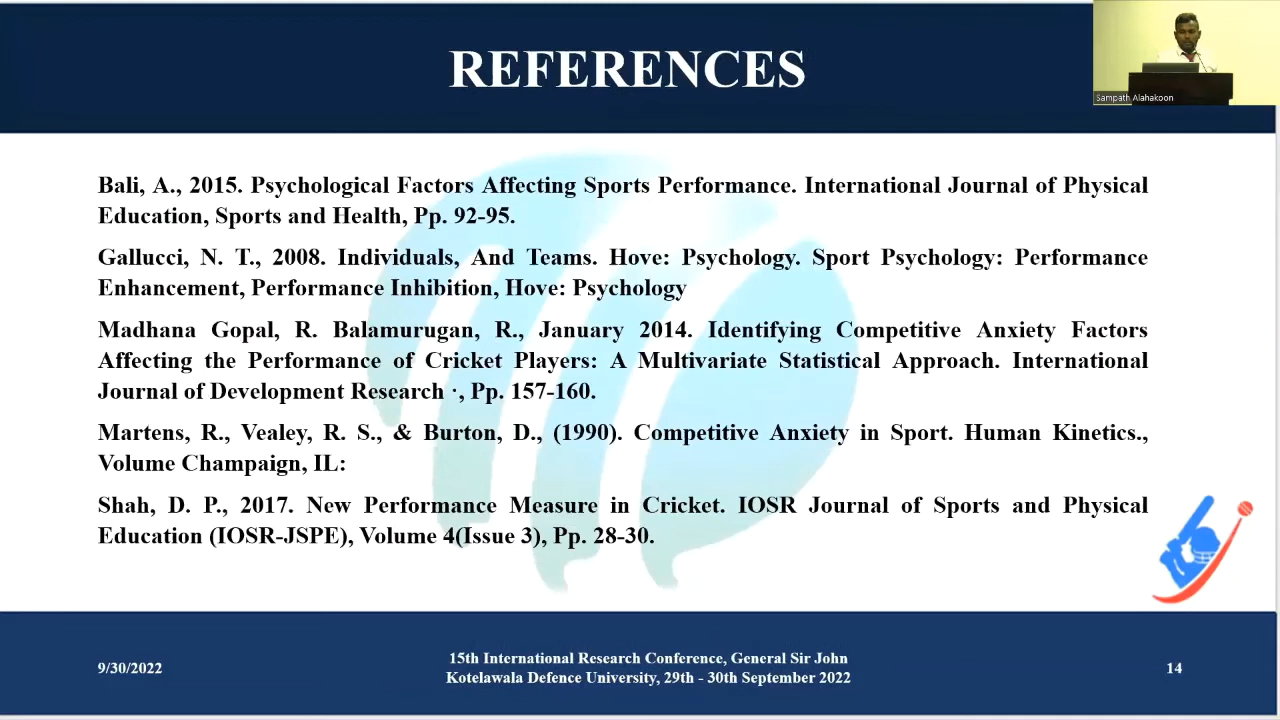 REFERENCES
Sampath Alahakoon
Bali, A., 2015. Psychological Factors Affecting Sports Performance. International Journal of Physical
Education, Sports and Health, Pp. 92-95.
Gallucci, N. T., 2008. Individuals, And Teams. Hove: Psychology. Sport Psychology: Performance
Enhancement, Performance Inhibition, Hove: Psychology
Madhana Gopal, R. Balamurugan, R., January 2014. Identifying Competitive Anxiety Factors
Affecting the Performance of Cricket Players: A Multivariate Statistical Approach. International
Journal of Development Research ·, Pp. 157-160.
Martens, R., Vealey, R. S., & Burton, D., (1990). Competitive Anxiety in Sport. Human Kinetics.,
Volume Champaign, IL:
Shah, D. P., 2017. New Performance Measure in Cricket. IOSR Journal of Sports and Physical
Education (IOSR-JSPE), Volume 4(Issue 3), Pp. 28-30.
9/30/2022
15th International Research Conference, General Sir John
Kotelawala Defence University, 29th - 30th September 2022
14